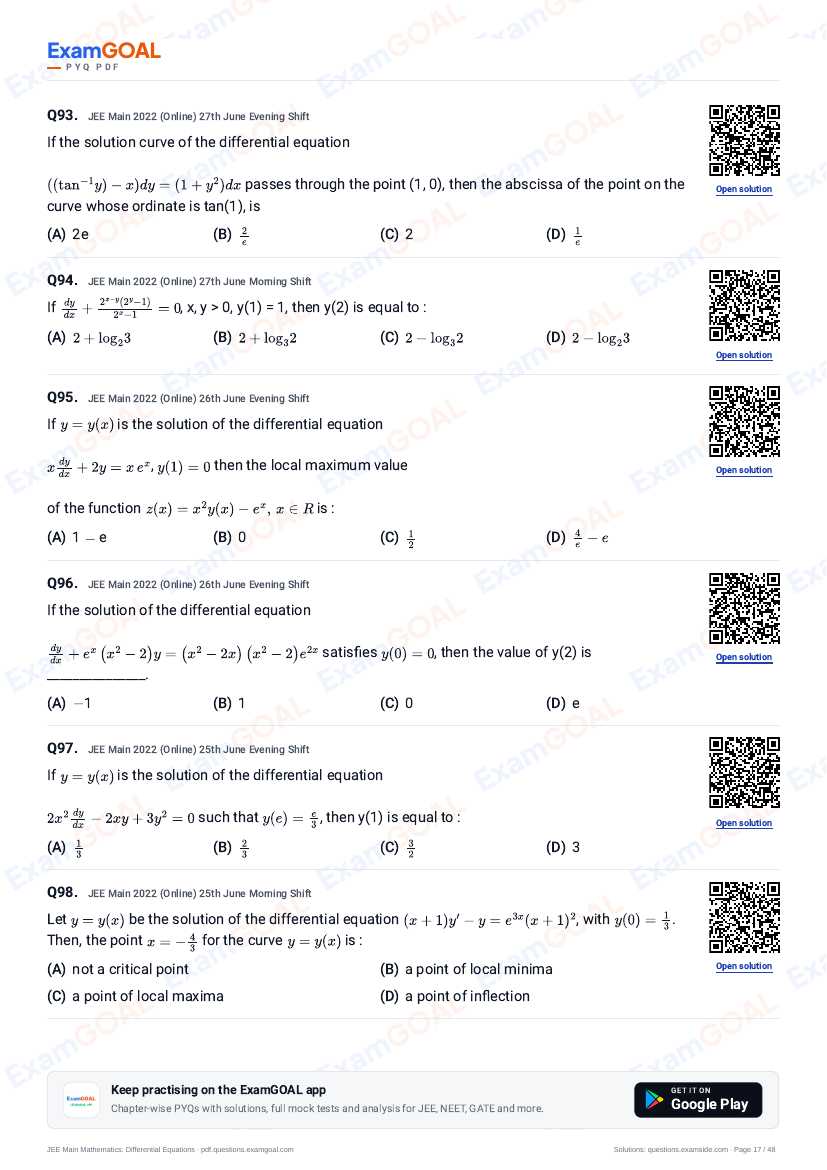 ExamGOAL
PYQ PDF
Q93. JEE Main 2022 (Online) 27th June Evening Shift
If the solution curve of the differential equation
((tan⁻¹y) − x)dy = (1 + y²)dx passes through the point (1, 0), then the abscissa of the point on the
curve whose ordinate is tan(1), is
(A) 2e (B) 2/e (C) 2 (D) 1/e
Open solution
Q94. JEE Main 2022 (Online) 27th June Morning Shift
If dy/dx + (2^(x−y)(2^y−1))/(2^x−1) = 0, x, y > 0, y(1) = 1, then y(2) is equal to :
(A) 2 + log₂3 (B) 2 + log₃2 (C) 2 − log₃2 (D) 2 − log₂3
Open solution
Q95. JEE Main 2022 (Online) 26th June Evening Shift
If y = y(x) is the solution of the differential equation
x dy/dx + 2y = x eˣ, y(1) = 0 then the local maximum value
of the function z(x) = x²y(x) − eˣ, x ∈ R is :
(A) 1 − e (B) 0 (C) 1/2 (D) 4/e − e
Open solution
Q96. JEE Main 2022 (Online) 26th June Evening Shift
If the solution of the differential equation
dy/dx + eˣ (x² − 2)y = (x² − 2x) (x² − 2)e²ˣ satisfies y(0) = 0, then the value of y(2) is
_______________.
(A) −1 (B) 1 (C) 0 (D) e
Open solution
Q97. JEE Main 2022 (Online) 25th June Evening Shift
If y = y(x) is the solution of the differential equation
2x² dy/dx − 2xy + 3y² = 0 such that y(e) = e/3, then y(1) is equal to :
(A) 1/3 (B) 2/3 (C) 3/2 (D) 3
Open solution
Q98. JEE Main 2022 (Online) 25th June Morning Shift
Let y = y(x) be the solution of the differential equation (x + 1)y′ − y = e³ˣ(x + 1)², with y(0) = 1/3.
Then, the point x = −4/3 for the curve y = y(x) is :
(A) not a critical point (B) a point of local minima
(C) a point of local maxima (D) a point of inflection
Open solution
Keep practising on the ExamGOAL app
Chapter-wise PYQs with solutions, full mock tests and analysis for JEE, NEET, GATE and more.
ExamGOAL
GET IT ON
Google Play
JEE Main Mathematics: Differential Equations · pdf.questions.examgoal.com
Solutions: questions.examside.com · Page 17 / 48